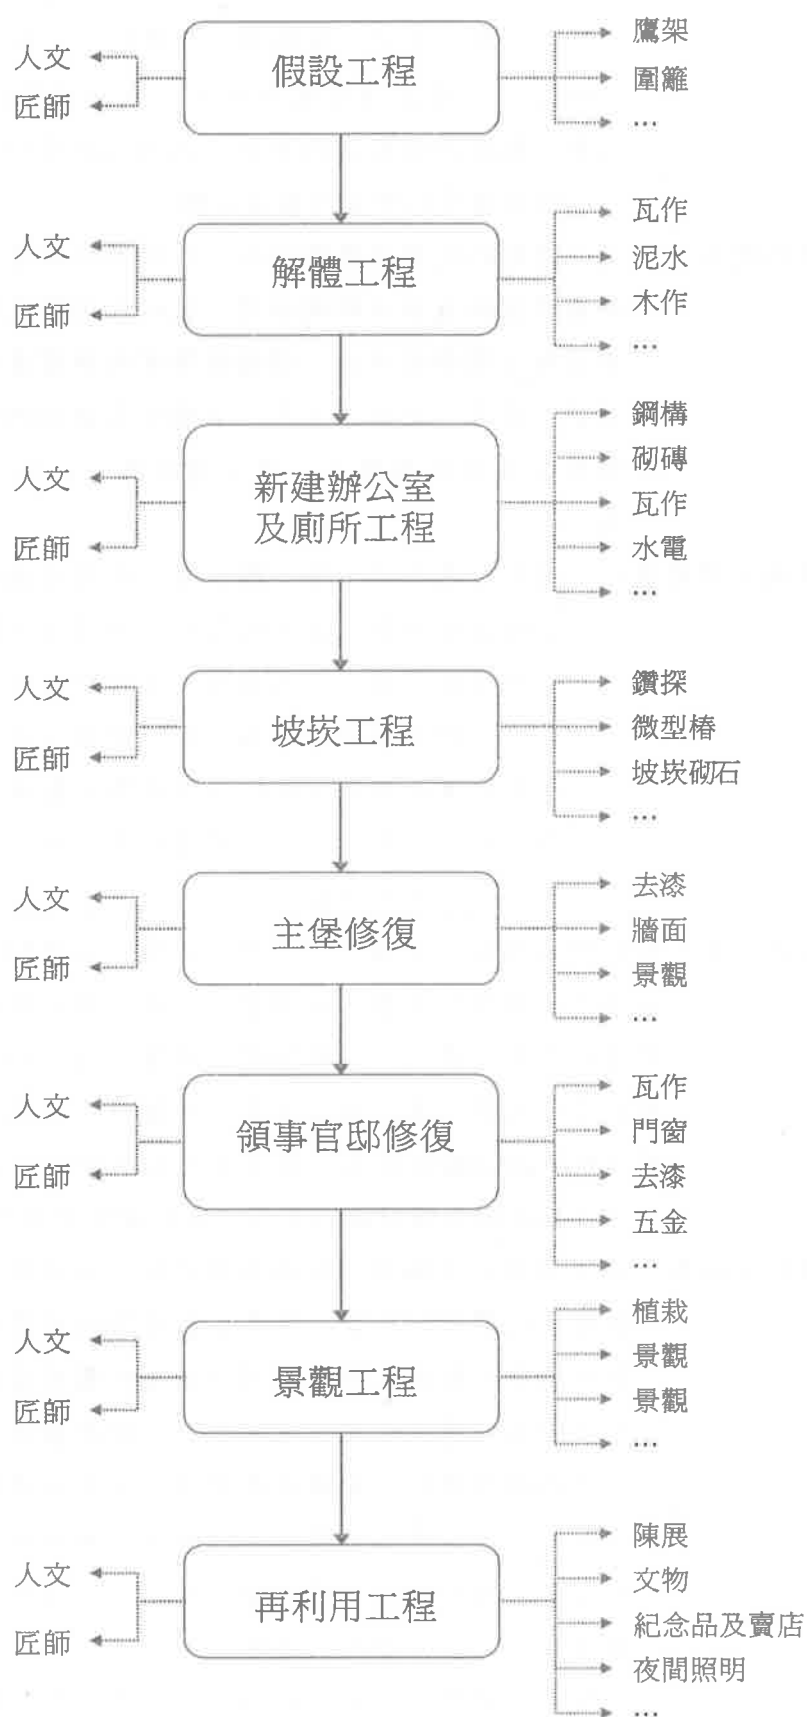 人文
匠師
假設工程
鷹架
圍籬
...
人文
匠師
解體工程
瓦作
泥水
木作
...
人文
匠師
新建辦公室
及廁所工程
鋼構
砌磚
瓦作
水電
...
人文
匠師
坡崁工程
鑽探
微型樁
坡崁砌石
...
人文
匠師
主堡修復
去漆
牆面
景觀
...
人文
匠師
領事官邸修復
瓦作
門窗
去漆
五金
...
人文
匠師
景觀工程
植栽
景觀
景觀
...
人文
匠師
再利用工程
陳展
文物
紀念品及賣店
夜間照明
...